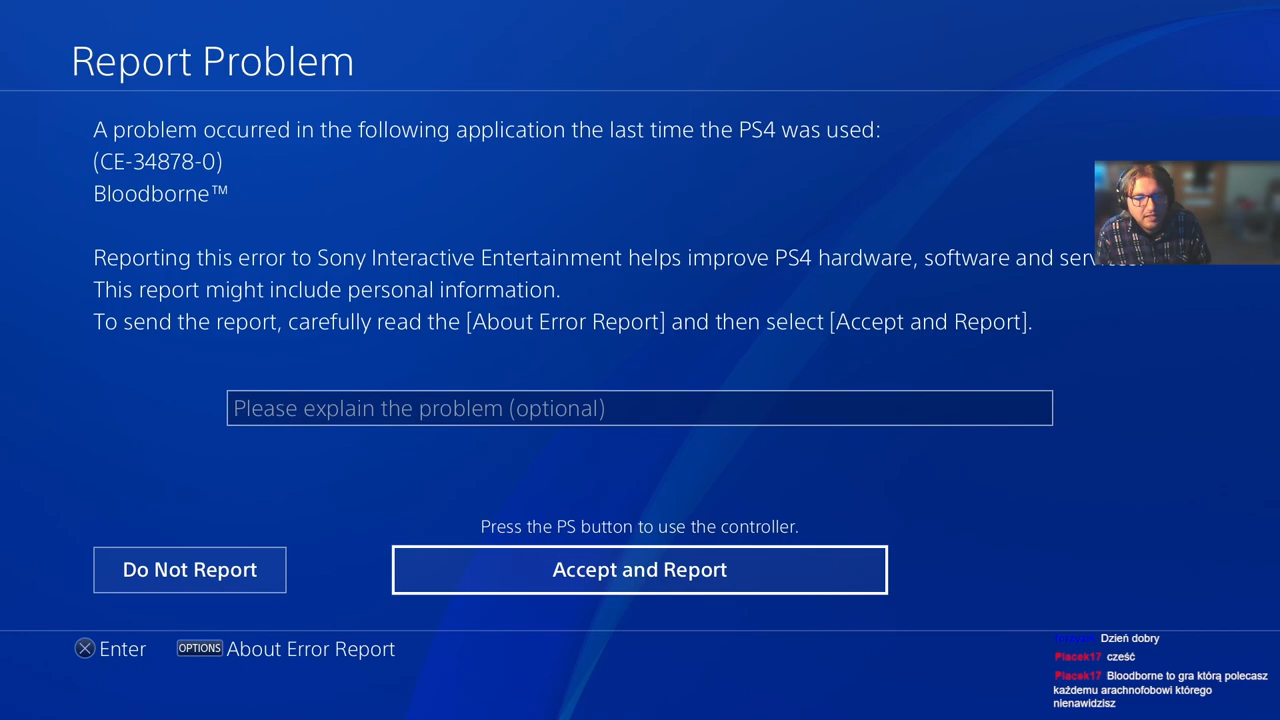 Report Problem
A problem occurred in the following application the last time the PS4 was used:
(CE-34878-0)
Bloodborne™
Reporting this error to Sony Interactive Entertainment helps improve PS4 hardware, software and
This report might include personal information.
To send the report, carefully read the [About Error Report] and then select [Accept and Report].
Please explain the problem (optional)
Press the PS button to use the controller.
Do Not Report
Accept and Report
Enter
OPTIONS About Error Report
Dzień dobry
Placek17 cześć
Placek17 Bloodborne to gra którą polecasz
każdemu arachnofobowi którego
nienawidzisz